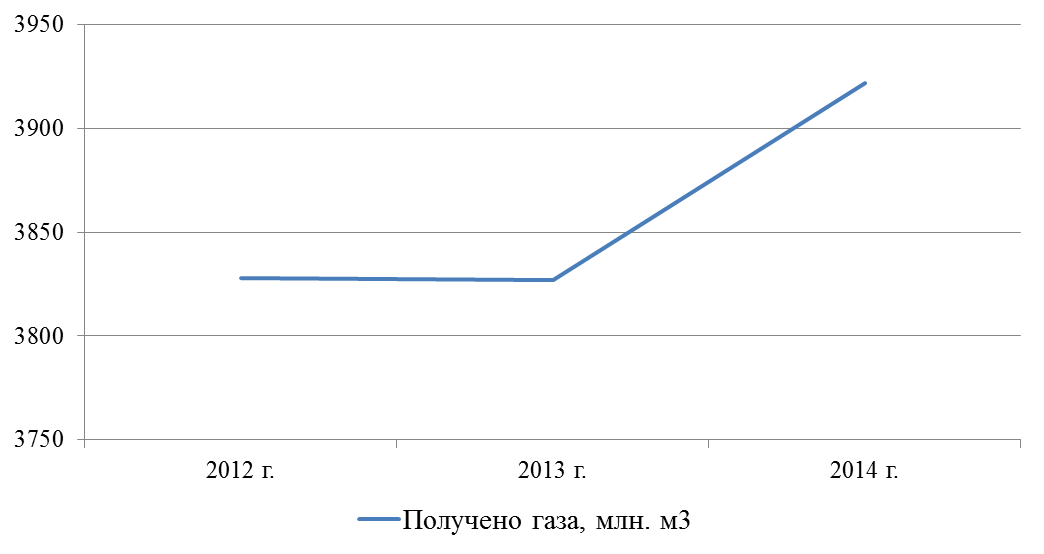 3950
3900
3850
3800
3750
2012 г.
2013 г.
2014 г.
Получено газа, млн. м3